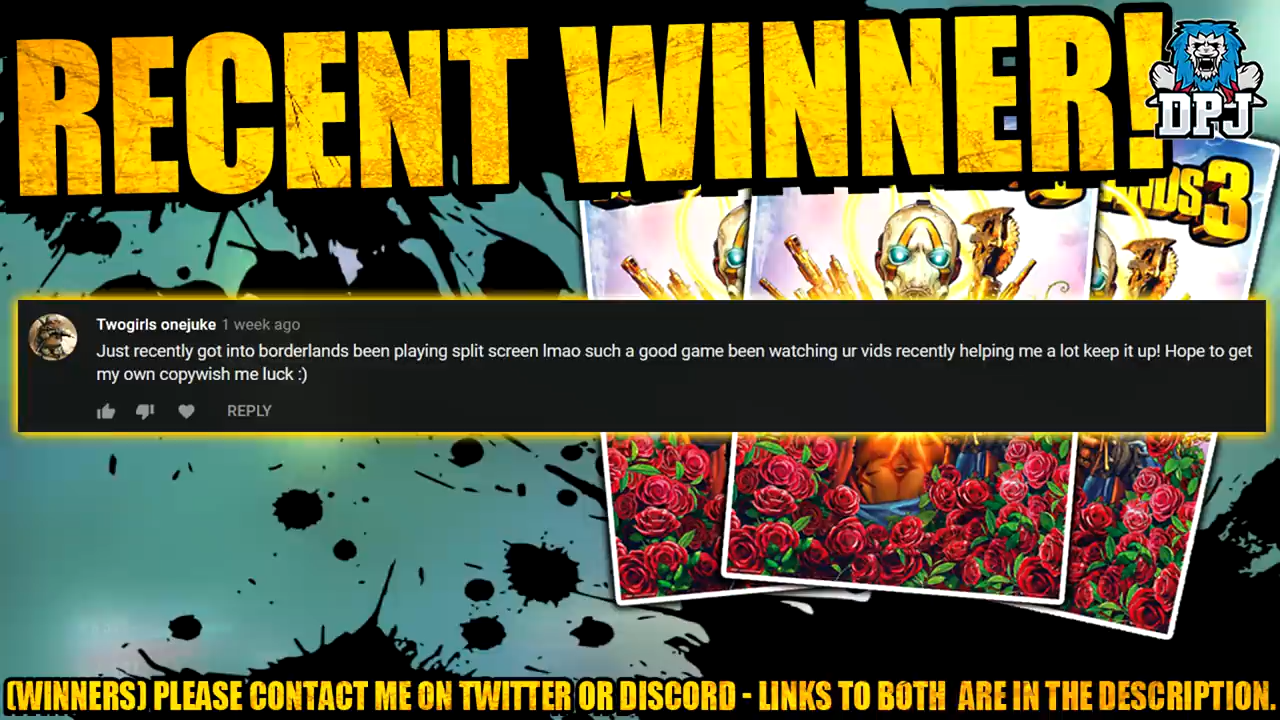 RECENT WINNER!
DPJ
ANDS 3
Twogirls onejuke 1 week ago
Just recently got into borderlands been playing split screen lmao such a good game been watching ur vids recently helping me a lot keep it up! Hope to get
my own copywish me luck :)
REPLY
(WINNERS) PLEASE CONTACT ME ON TWITTER OR DISCORD - LINKS TO BOTH ARE IN THE DESCRIPTION.